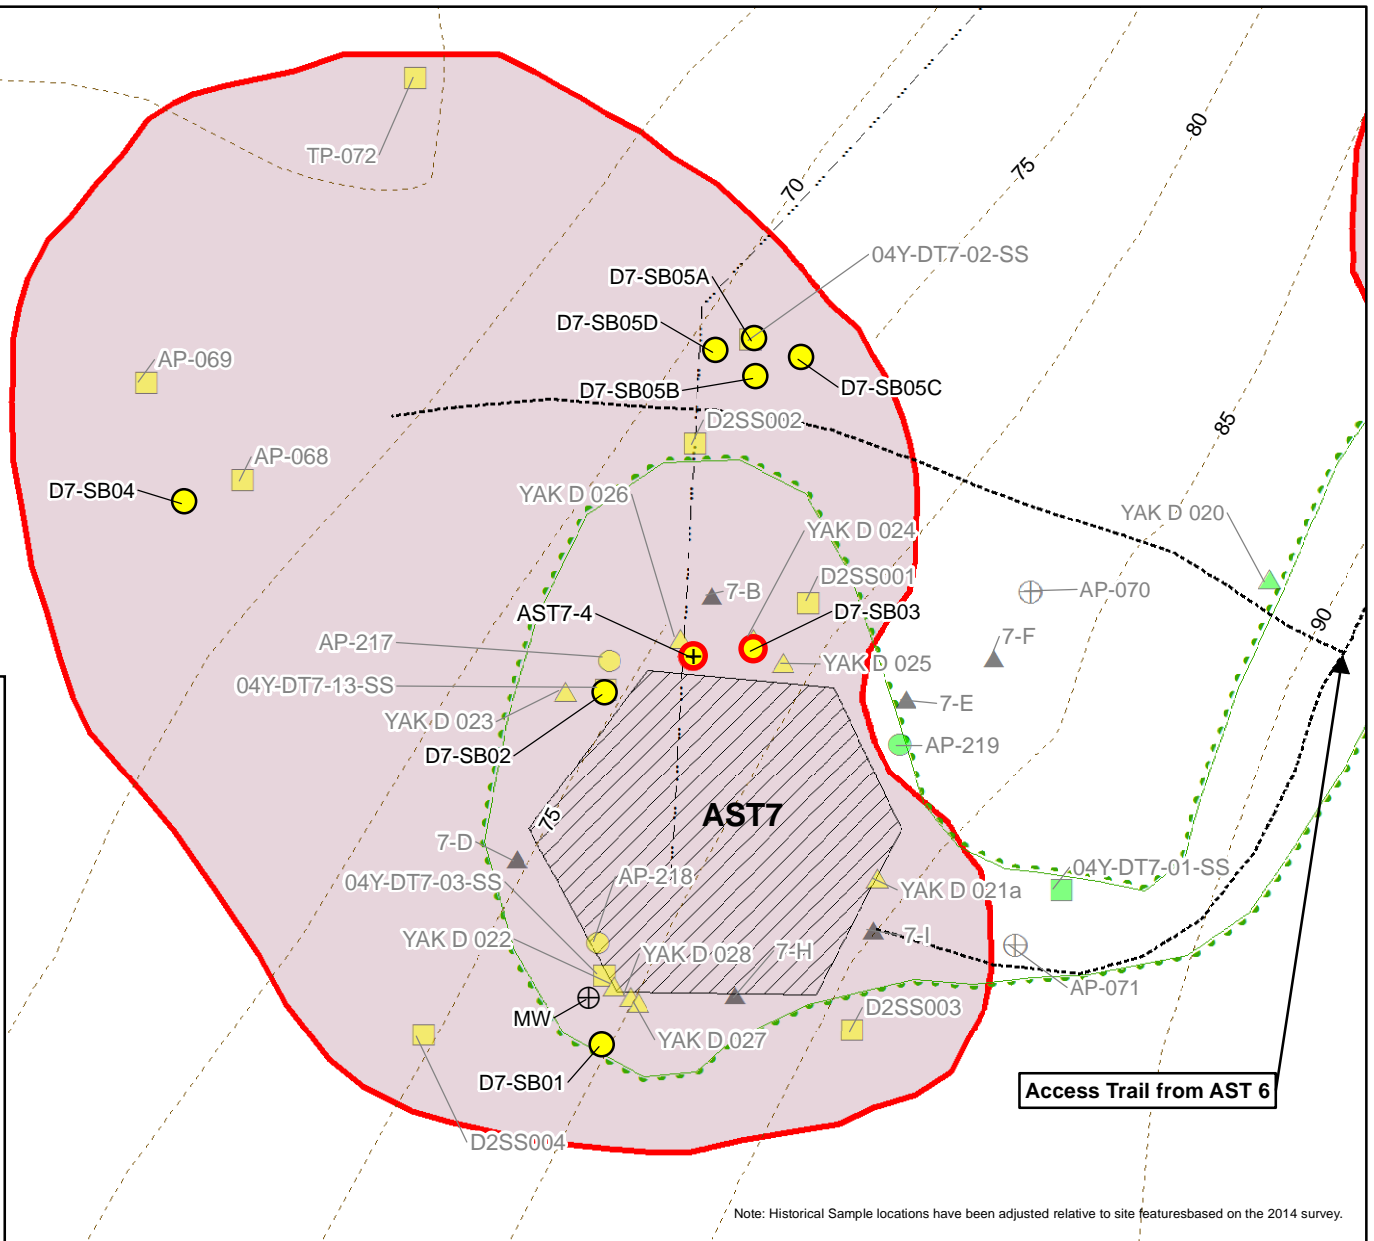 TP-072
70
75
80
04Y-DT7-02-SS
D7-SB05A
D7-SB05D
D7-SB05B
D7-SB05C
AP-069
D2SS002
85
AP-068
D7-SB04
YAK D 026
YAK D 024
YAK D 020
7-B
D2SS001
AP-070
AST7-4
D7-SB03
90
AP-217
7-F
YAK D 025
04Y-DT7-13-SS
YAK D 023
7-E
D7-SB02
AP-219
75
AST7
7-D
04Y-DT7-03-SS
AP-218
04Y-DT7-01-SS
YAK D 021a
YAK D 022
YAK D 028
7-H
7-I
AP-071
MW
D2SS003
YAK D 027
D7-SB01
Access Trail from AST 6
D2SS004
Note: Historical Sample locations have been adjusted relative to site featuresbased on the 2014 survey.